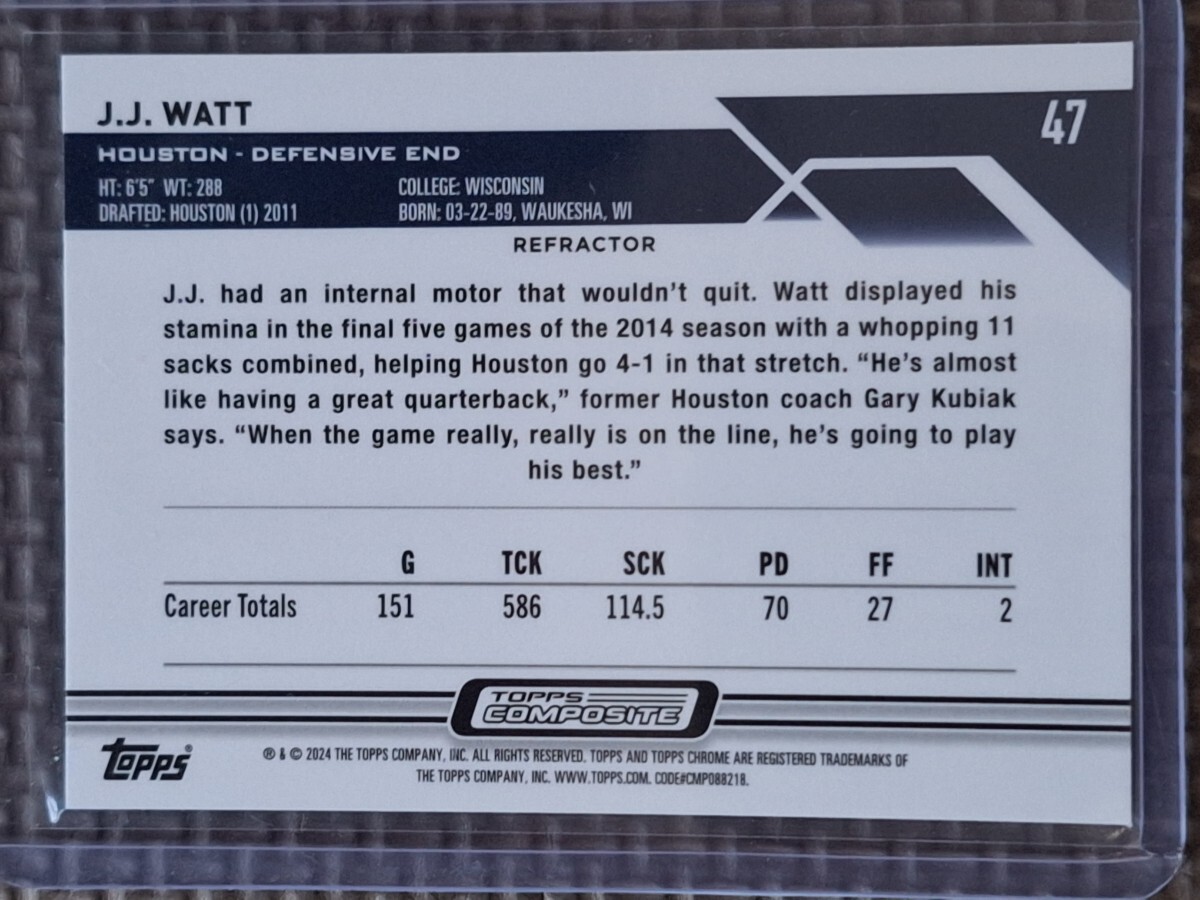 J.J. WATT
47
HOUSTON - DEFENSIVE END
HT: 6'5" WT: 288
COLLEGE: WISCONSIN
DRAFTED: HOUSTON (1) 2011
BORN: 03-22-89, WAUKESHA, WI
REFRACTOR
J.J. had an internal motor that wouldn't quit. Watt displayed his
stamina in the final five games of the 2014 season with a whopping 11
sacks combined, helping Houston go 4-1 in that stretch. “He's almost
like having a great quarterback,” former Houston coach Gary Kubiak
says. “When the game really, really is on the line, he's going to play
his best.”
G TCK SCK PD FF INT
Career Totals 151 586 114.5 70 27 2
TOPPS
COMPOSITE
Topps®
® & © 2024 THE TOPPS COMPANY, INC. ALL RIGHTS RESERVED. TOPPS AND TOPPS CHROME ARE REGISTERED TRADEMARKS OF
THE TOPPS COMPANY, INC. WWW.TOPPS.COM. CODE#CMP088218.